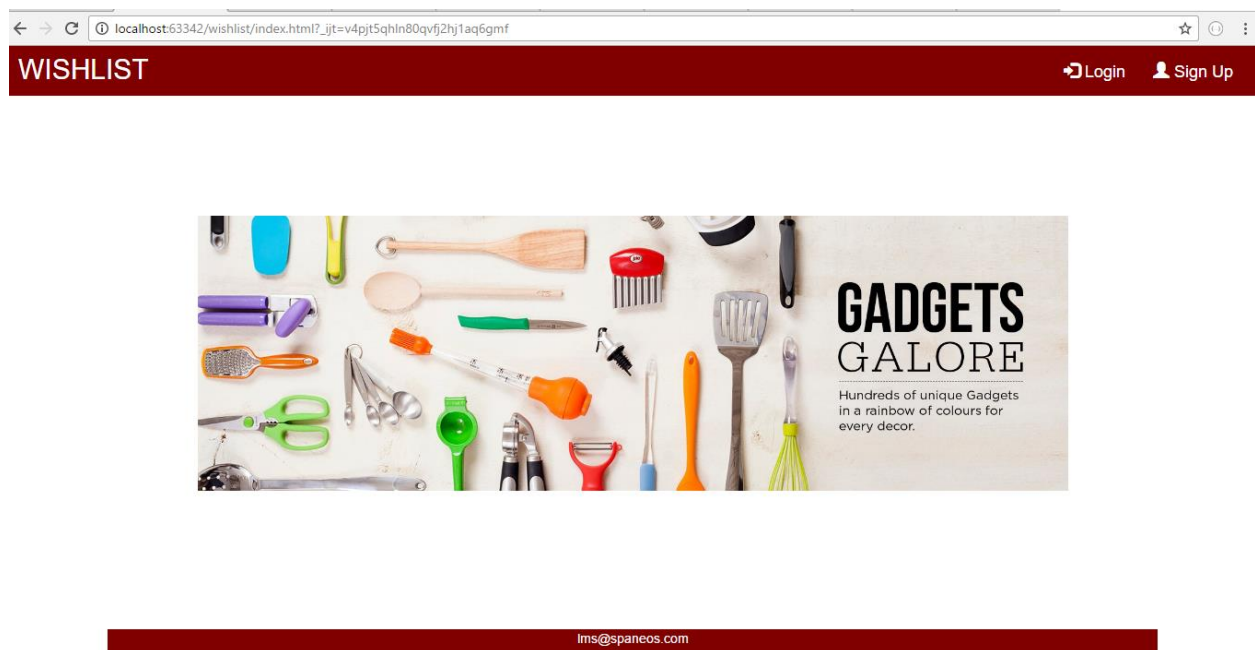 localhost:63342/wishlist/index.html?_ijt=v4pjt5qhln80qvfj2hj1aq6gmf
WISHLIST
Login
Sign Up
GADGETS
GALORE
Hundreds of unique Gadgets
in a rainbow of colours for
every decor.
lms@spaneos.com